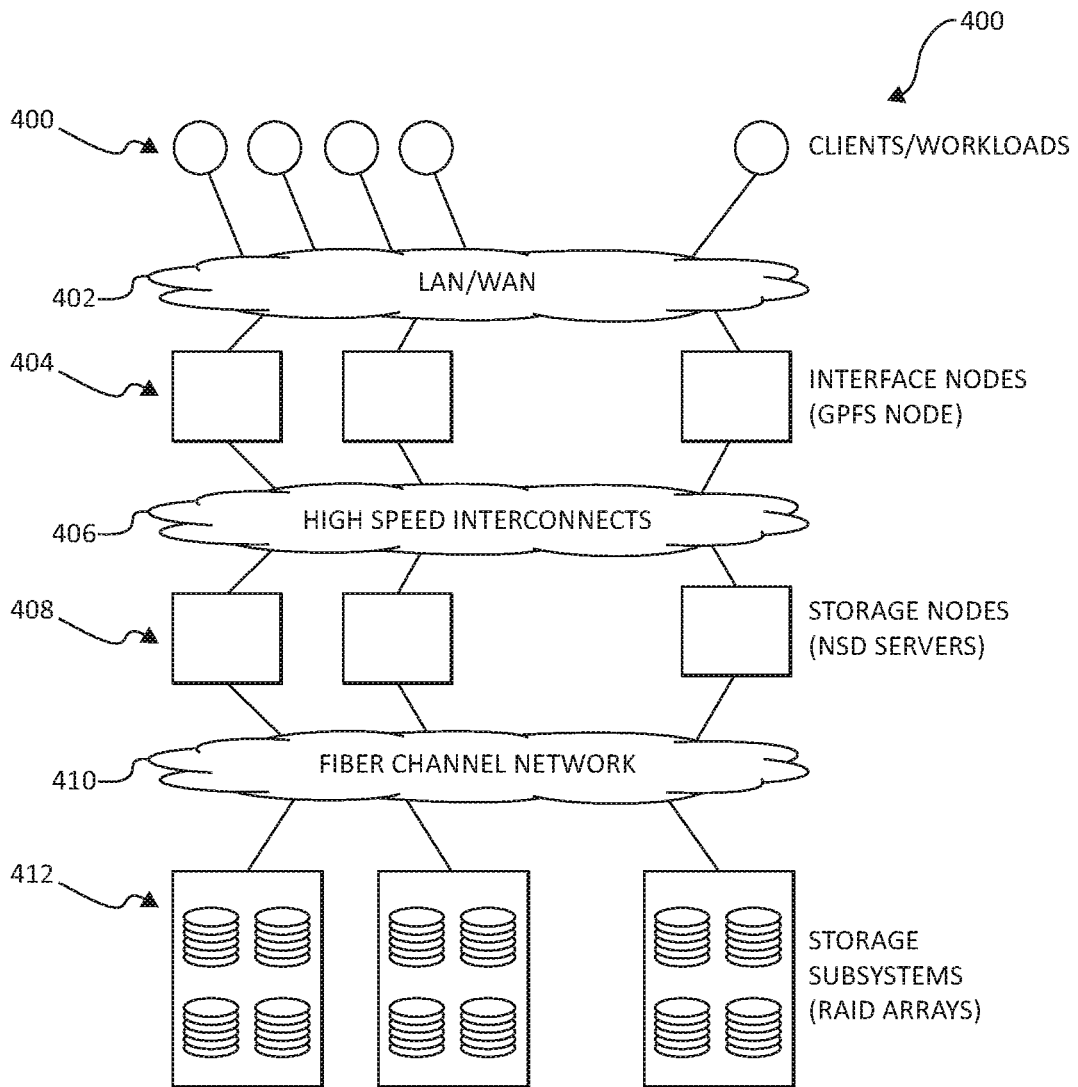 400
400
CLIENTS/WORKLOADS
LAN/WAN
402
404
INTERFACE NODES
(GPFS NODE)
HIGH SPEED INTERCONNECTS
406
408
STORAGE NODES
(NSD SERVERS)
FIBER CHANNEL NETWORK
410
412
STORAGE
SUBSYSTEMS
(RAID ARRAYS)